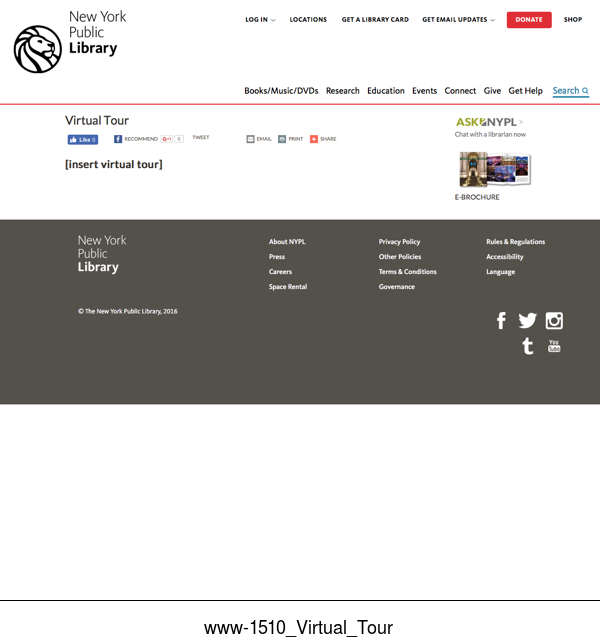 New York
Public
Library
LOG IN
LOCATIONS
GET A LIBRARY CARD
GET EMAIL UPDATES
DONATE
SHOP
Books/Music/DVDs
Research
Education
Events
Connect
Give
Get Help
Search
Virtual Tour
Like 0
RECOMMEND
G+1
0
TWEET
EMAIL
PRINT
SHARE
[insert virtual tour]
ASK NYPL >
Chat with a librarian now
E-BROCHURE
New York
Public
Library
About NYPL
Press
Careers
Space Rental
Privacy Policy
Other Policies
Terms & Conditions
Governance
Rules & Regulations
Accessibility
Language
© The New York Public Library, 2016
You
Tube
www-1510_Virtual_Tour